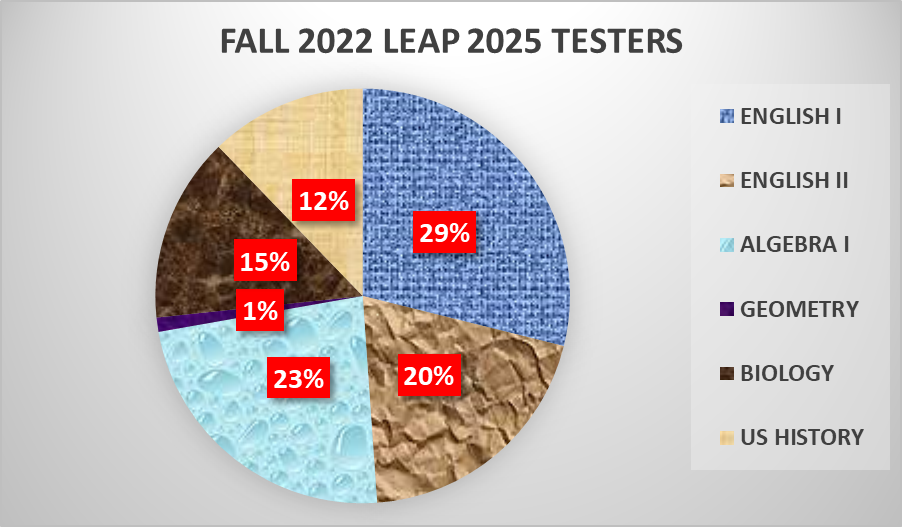 FALL 2022 LEAP 2025 TESTERS
ENGLISH I
ENGLISH II
ALGEBRA I
GEOMETRY
BIOLOGY
US HISTORY
12%
29%
15%
1%
23%
20%